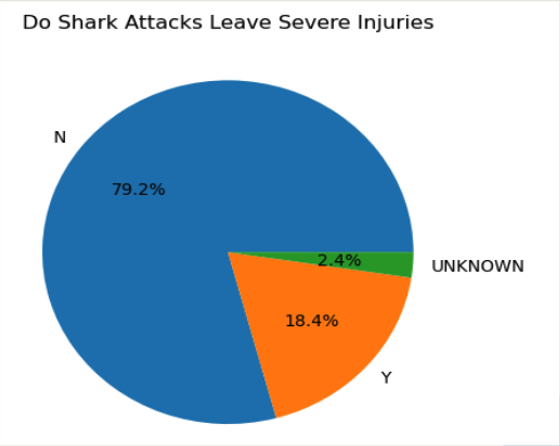 Do Shark Attacks Leave Severe Injuries
N
79.2%
2.4%
UNKNOWN
18.4%
Y